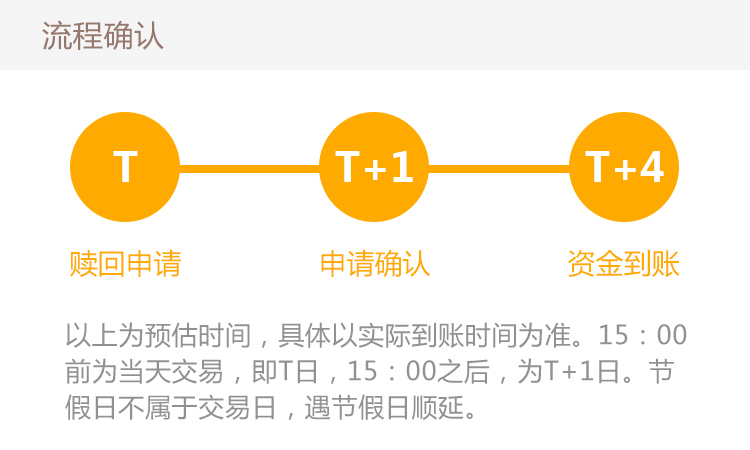 流程确认
T
T+1
T+4
赎回申请
申请确认
资金到账
以上为预估时间，具体以实际到账时间为准。15：00
前为当天交易，即T日，15：00之后，为T+1日。节
假日不属于交易日，遇节假日顺延。